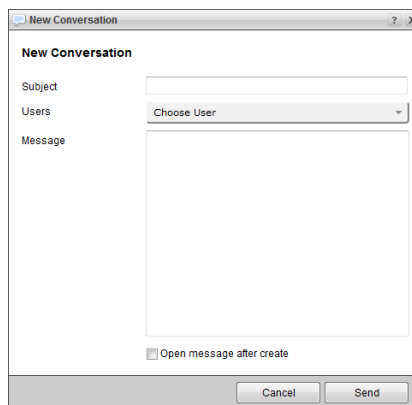 New Conversation
?
New Conversation
Subject
Users
Choose User
Message
Open message after create
Cancel
Send